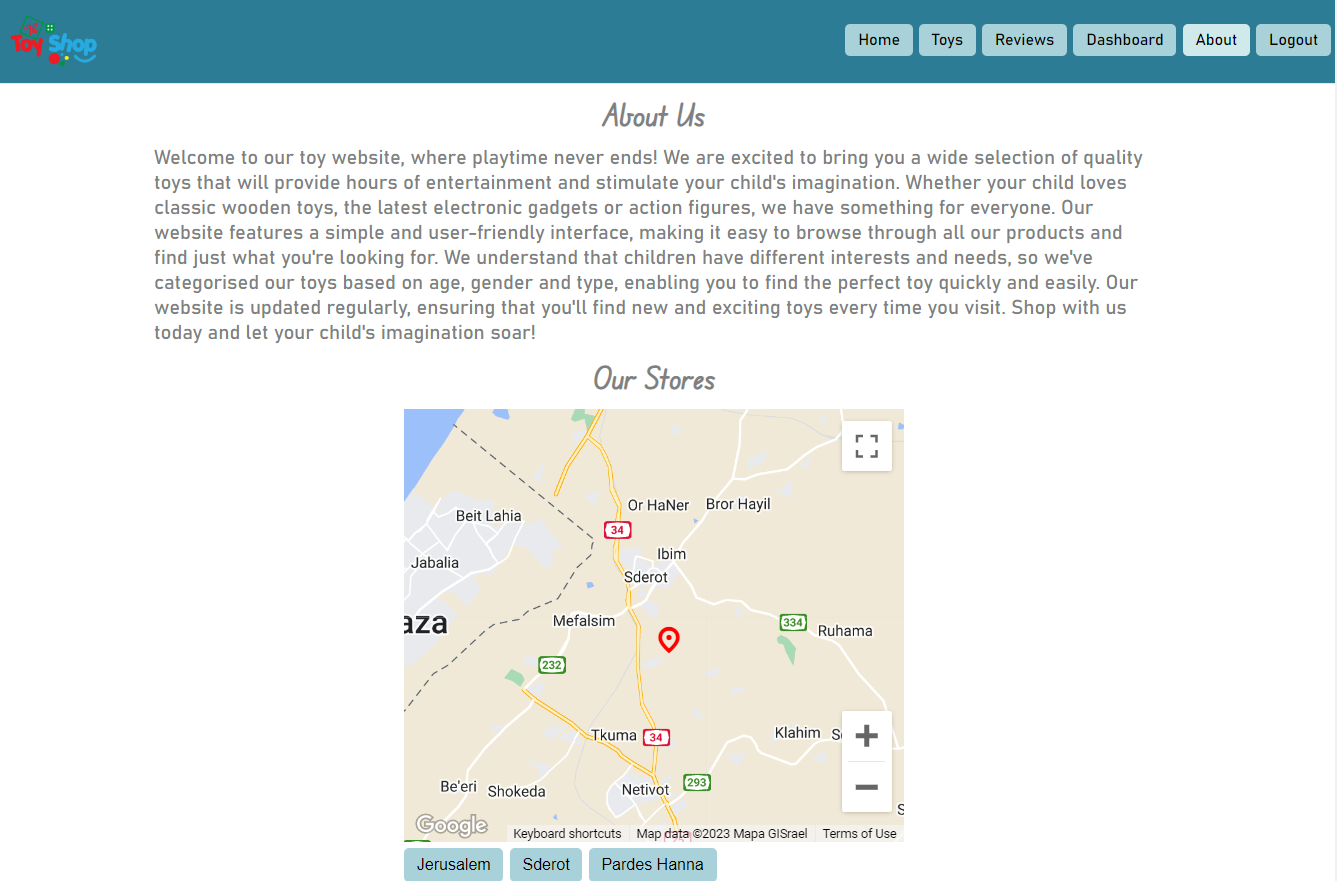 Toy Shop
Home Toys Reviews Dashboard About Logout
About Us
Welcome to our toy website, where playtime never ends! We are excited to bring you a wide selection of quality
toys that will provide hours of entertainment and stimulate your child's imagination. Whether your child loves
classic wooden toys, the latest electronic gadgets or action figures, we have something for everyone. Our
website features a simple and user-friendly interface, making it easy to browse through all our products and
find just what you're looking for. We understand that children have different interests and needs, so we've
categorised our toys based on age, gender and type, enabling you to find the perfect toy quickly and easily. Our
website is updated regularly, ensuring that you'll find new and exciting toys every time you visit. Shop with us
today and let your child's imagination soar!
Our Stores
Or HaNer Bror Hayil
Beit Lahia
34
Ibim
Jabalia
Sderot
Mefalsim
aza
334
Ruhama
232
Klahim
Tkuma 34
293
Be'eri Shokeda Netivot
Google
Keyboard shortcuts Map data ©2023 Mapa GISrael Terms of Use
Jerusalem Sderot Pardes Hanna